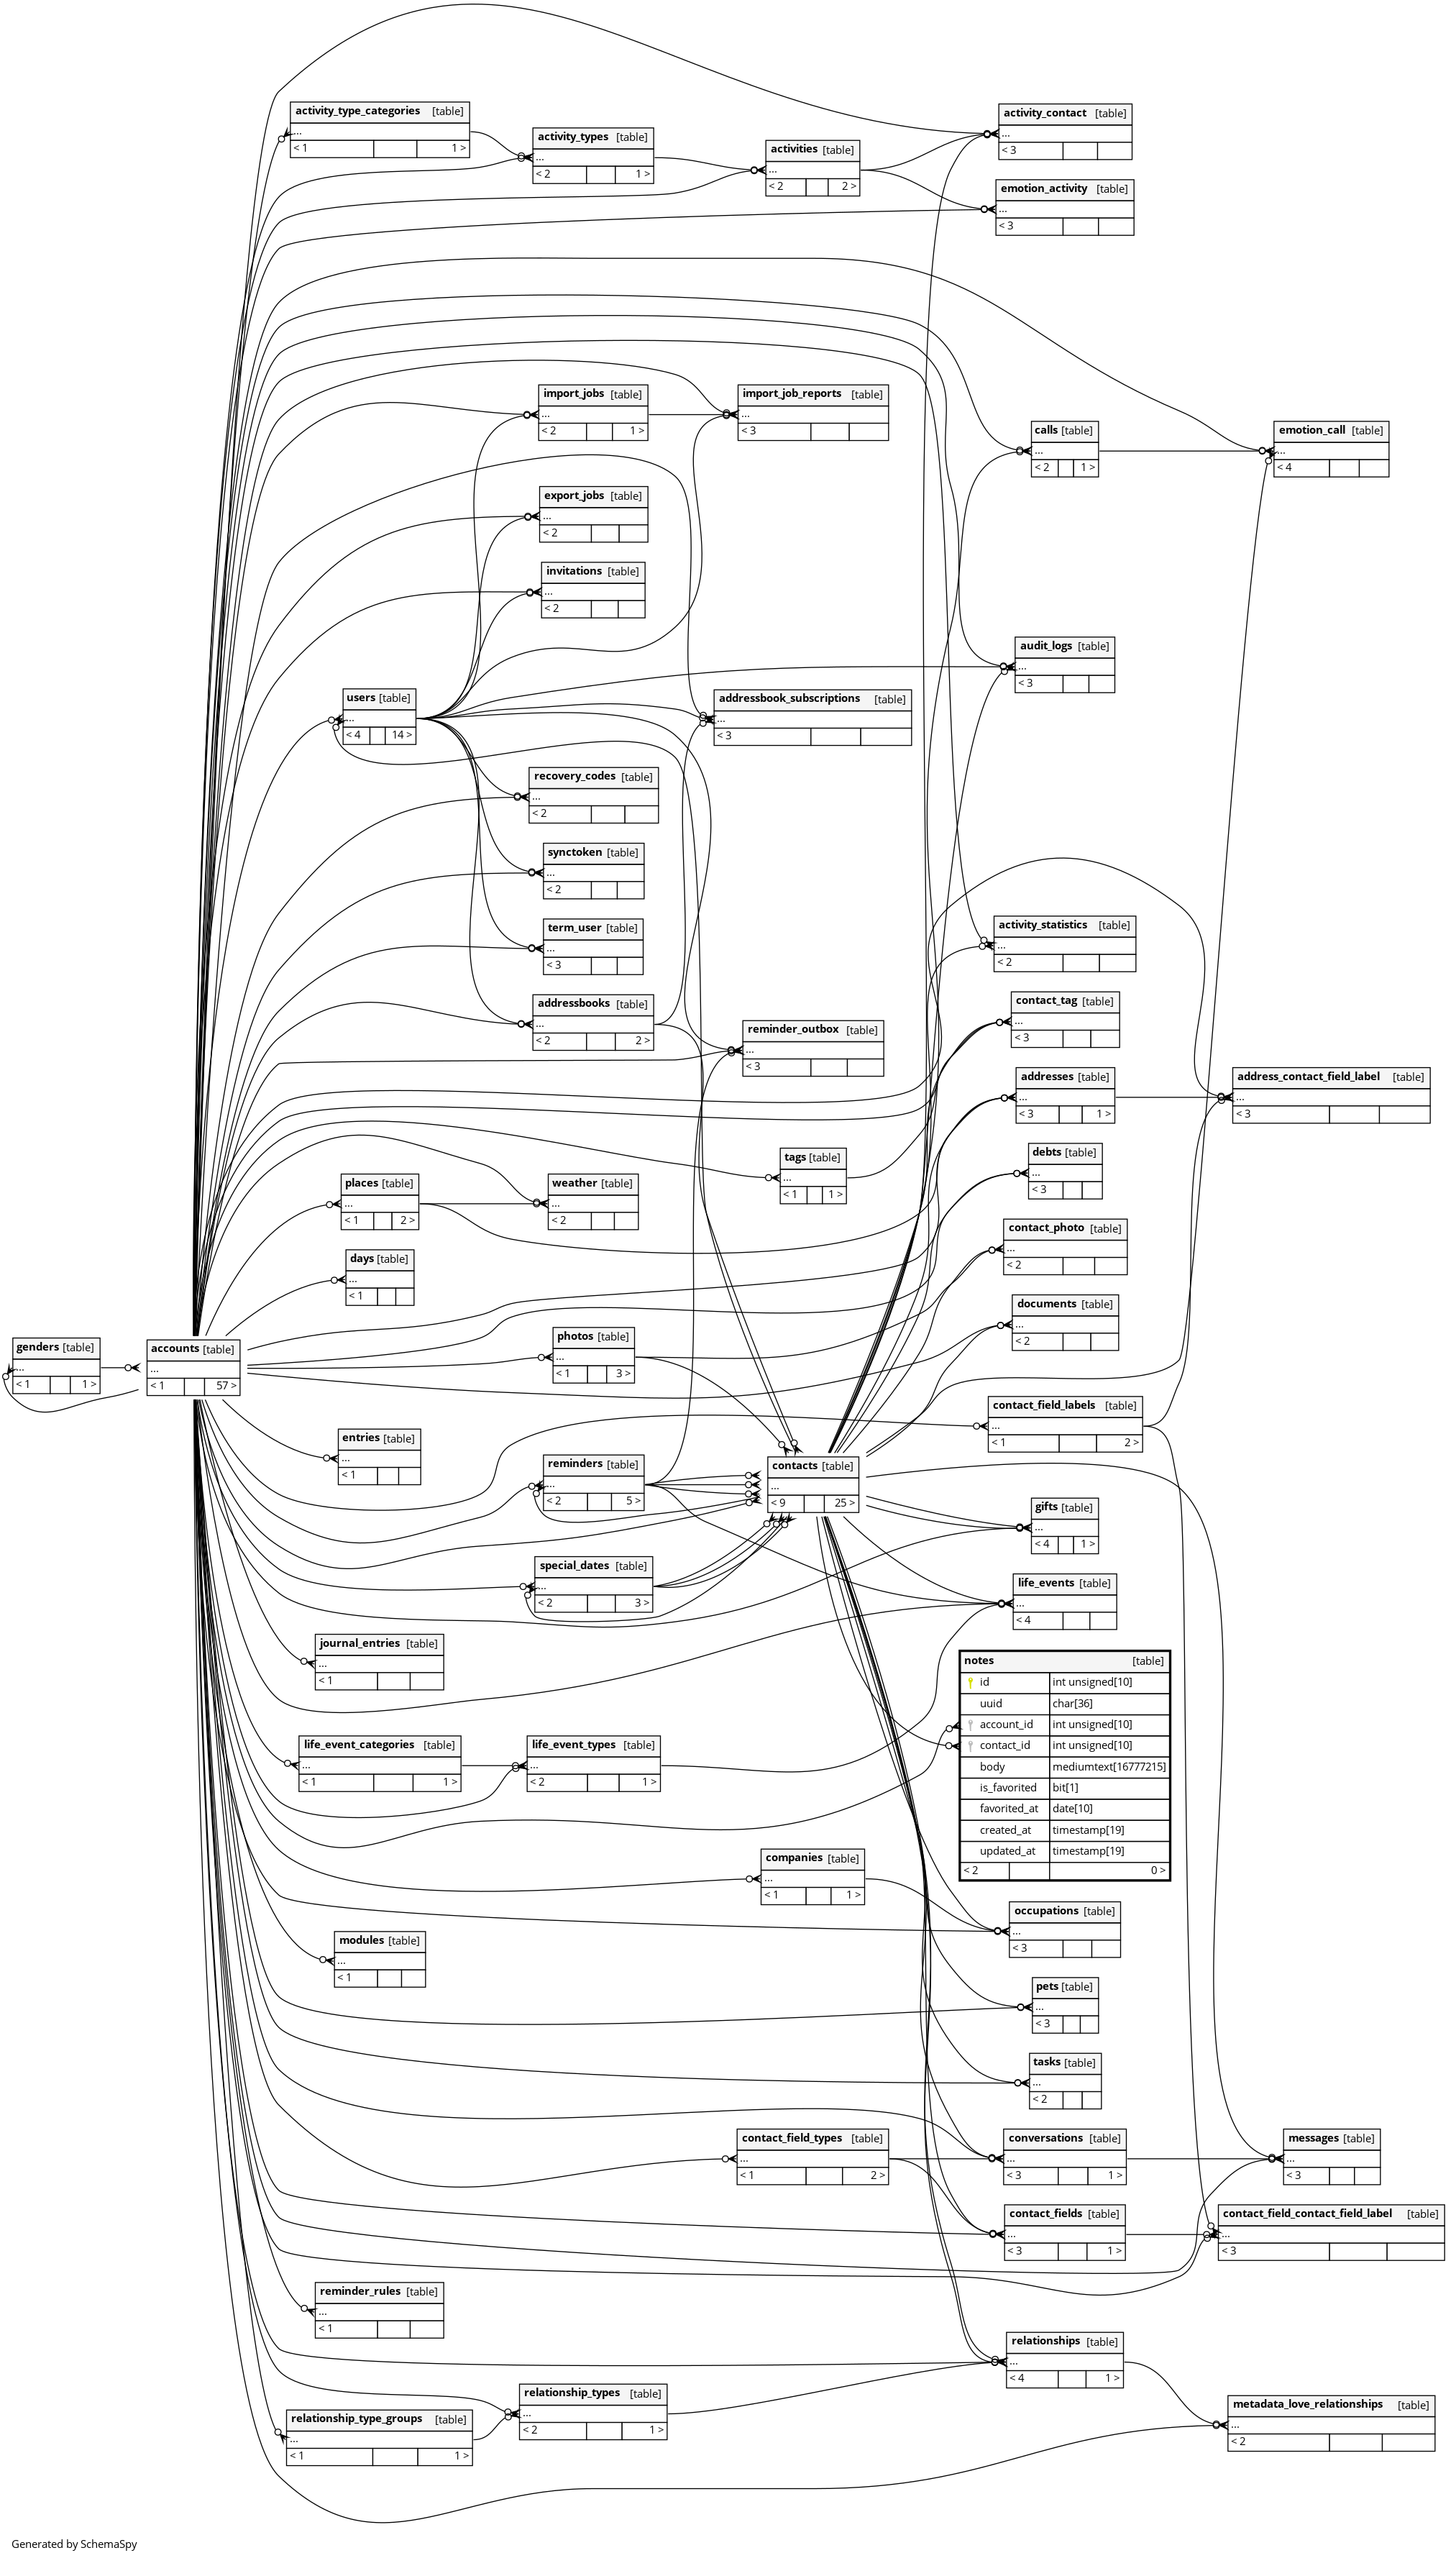 activity_type_categories [table]
...
< 1 1 >
activity_types [table]
...
< 2 1 >
activities [table]
...
< 2 2 >
activity_contact [table]
...
< 3
emotion_activity [table]
...
< 3
import_jobs [table]
...
< 2 1 >
import_job_reports [table]
...
< 3
calls [table]
...
< 2 1 >
emotion_call [table]
...
< 4
export_jobs [table]
...
< 2
invitations [table]
...
< 2
audit_logs [table]
...
< 3
users [table]
...
< 4 14 >
addressbook_subscriptions [table]
...
< 3
recovery_codes [table]
...
< 2
synctoken [table]
...
< 2
term_user [table]
...
< 3
activity_statistics [table]
...
< 2
addressbooks [table]
...
< 2 2 >
contact_tag [table]
...
< 3
reminder_outbox [table]
...
< 3
addresses [table]
...
< 3 1 >
address_contact_field_label [table]
...
< 3
tags [table]
...
< 1 1 >
debts [table]
...
< 3
places [table]
...
< 1 2 >
weather [table]
...
< 2
contact_photo [table]
...
< 2
days [table]
...
< 1
documents [table]
...
< 2
genders [table]
...
< 1 1 >
accounts [table]
...
< 1 57 >
photos [table]
...
< 1 3 >
contact_field_labels [table]
...
< 1 2 >
entries [table]
...
< 1
reminders [table]
...
< 2 5 >
contacts [table]
...
< 9 25 >
gifts [table]
...
< 4 1 >
special_dates [table]
...
< 2 3 >
life_events [table]
...
< 4
journal_entries [table]
...
< 1
notes [table]
id int unsigned[10]
uuid char[36]
account_id int unsigned[10]
contact_id int unsigned[10]
body mediumtext[16777215]
is_favorited bit[1]
favorited_at date[10]
created_at timestamp[19]
updated_at timestamp[19]
< 2 0 >
life_event_categories [table]
...
< 1 1 >
life_event_types [table]
...
< 2 1 >
companies [table]
...
< 1 1 >
occupations [table]
...
< 3
modules [table]
...
< 1
pets [table]
...
< 3
tasks [table]
...
< 2
contact_field_types [table]
...
< 1 2 >
conversations [table]
...
< 3 1 >
messages [table]
...
< 3
contact_fields [table]
...
< 3 1 >
contact_field_contact_field_label [table]
...
< 3
reminder_rules [table]
...
< 1
relationships [table]
...
< 4 1 >
relationship_types [table]
...
< 2 1 >
metadata_love_relationships [table]
...
< 2
relationship_type_groups [table]
...
< 1 1 >
Generated by SchemaSpy